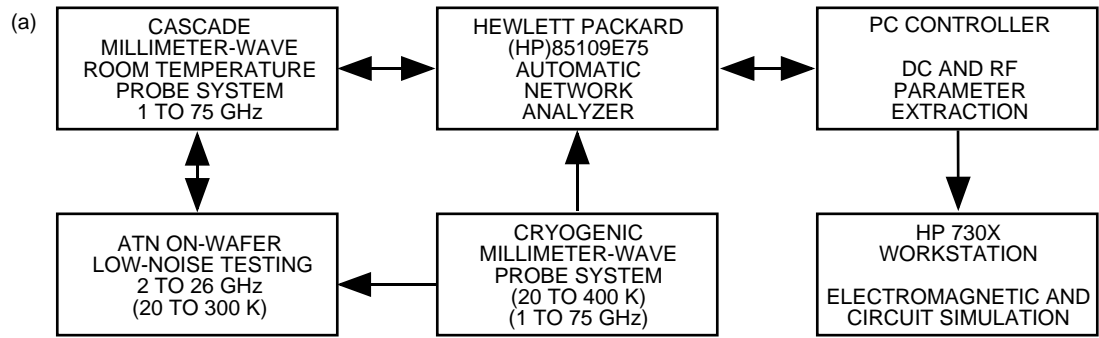 (a)
CASCADE
MILLIMETER-WAVE
ROOM TEMPERATURE
PROBE SYSTEM
1 TO 75 GHz
HEWLETT PACKARD
(HP)85109E75
AUTOMATIC
NETWORK
ANALYZER
PC CONTROLLER
DC AND RF
PARAMETER
EXTRACTION
ATN ON-WAFER
LOW-NOISE TESTING
2 TO 26 GHz
(20 TO 300 K)
CRYOGENIC
MILLIMETER-WAVE
PROBE SYSTEM
(20 TO 400 K)
(1 TO 75 GHz)
HP 730X
WORKSTATION
ELECTROMAGNETIC AND
CIRCUIT SIMULATION